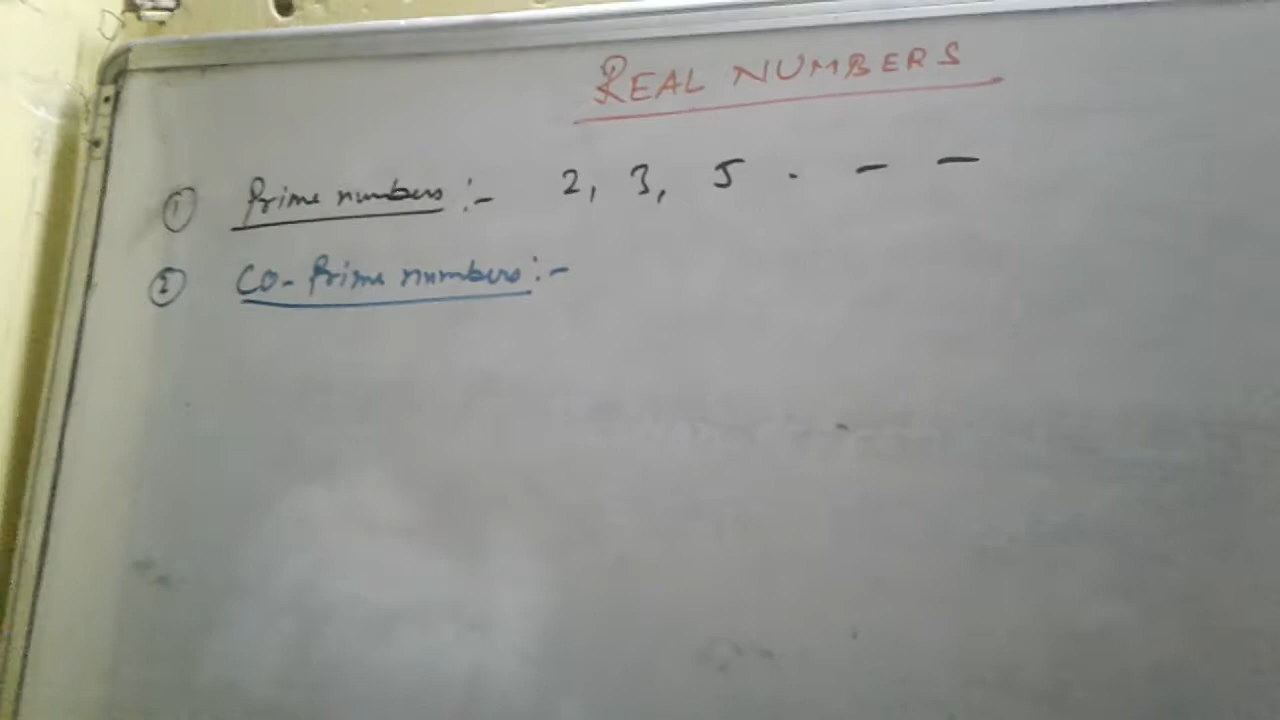 REAL NUMBERS
① Prime numbers :- 2, 3, 5 . - -
② Co-Prime numbers :-